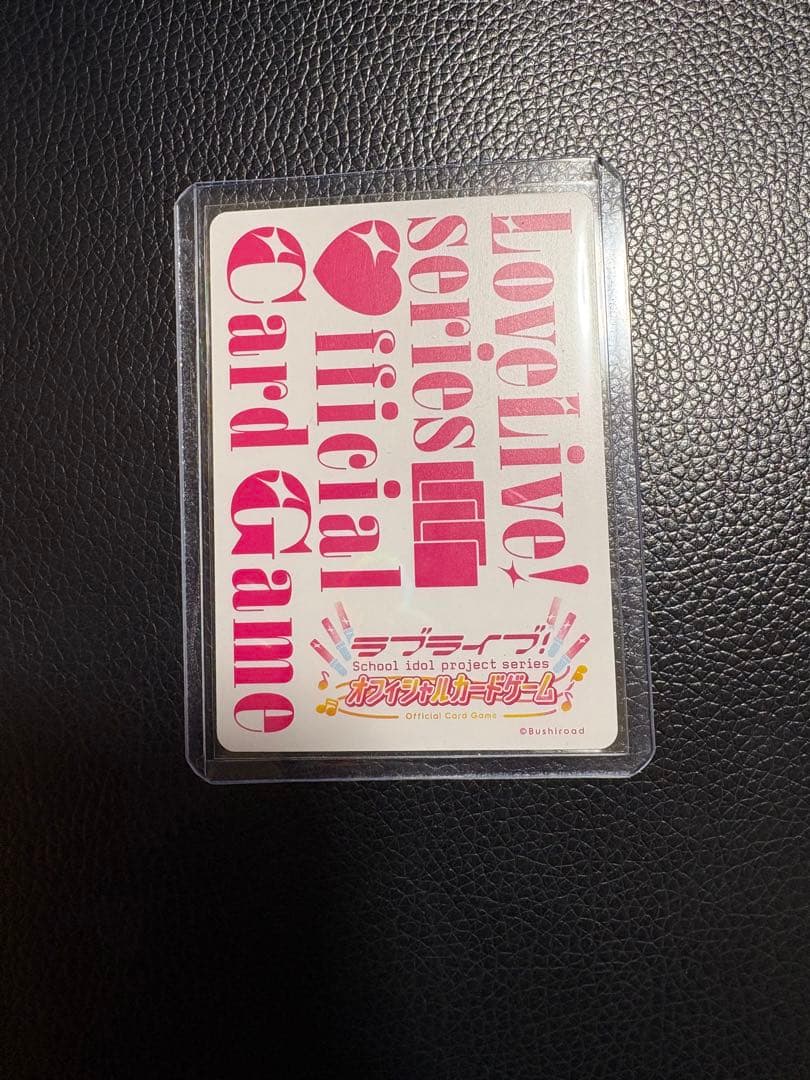 LoveLive!
series
Official
Card Game
ラブライブ!
School idol project series
オフィシャルカードゲーム
Official Card Game
©Bushiroad